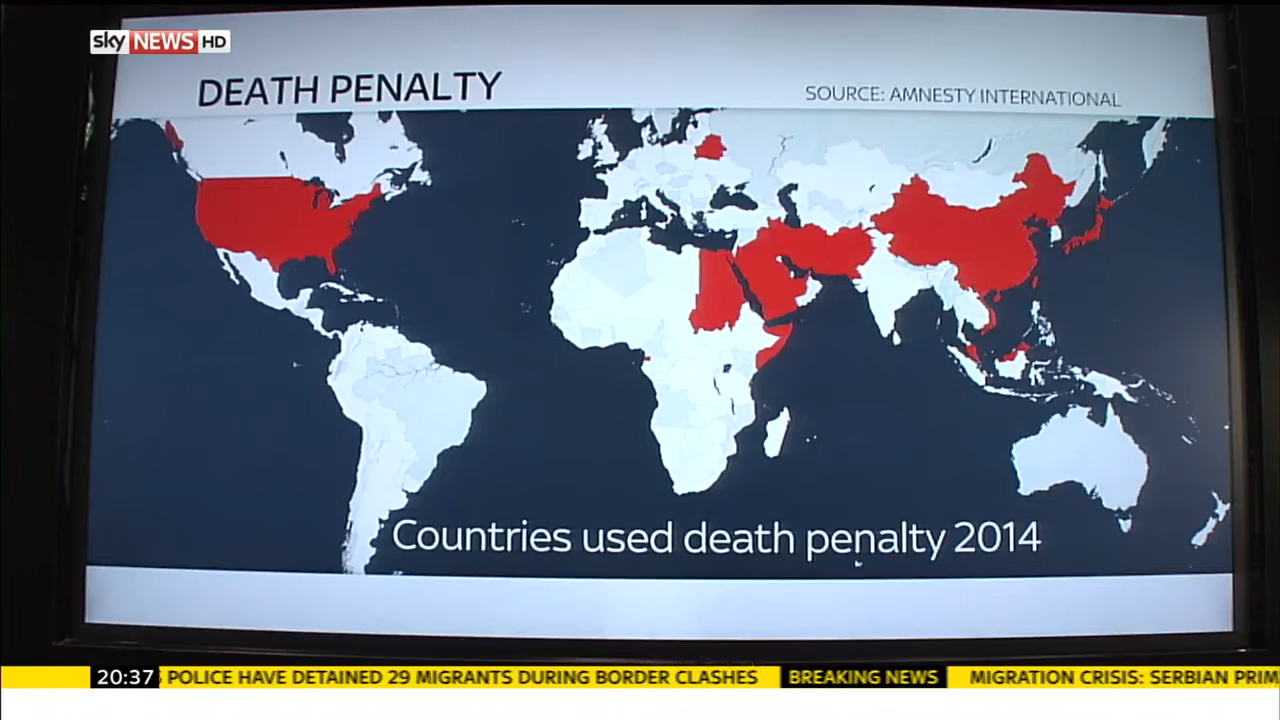 sky NEWS HD
DEATH PENALTY
SOURCE: AMNESTY INTERNATIONAL
Countries used death penalty 2014
20:37
POLICE HAVE DETAINED 29 MIGRANTS DURING BORDER CLASHES
BREAKING NEWS
MIGRATION CRISIS: SERBIAN PRIM